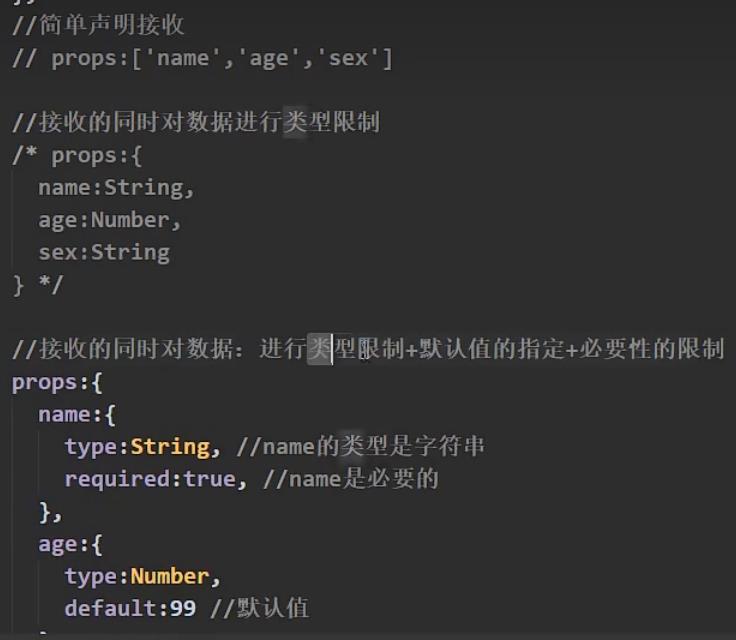 //简单声明接收
// props:['name','age','sex']
//接收的同时对数据进行类型限制
/* props:{
name:String,
age:Number,
sex:String
} */
//接收的同时对数据：进行类型限制+默认值的指定+必要性的限制
props:{
name:{
type:String, //name的类型是字符串
required:true, //name是必要的
},
age:{
type:Number,
default:99 //默认值